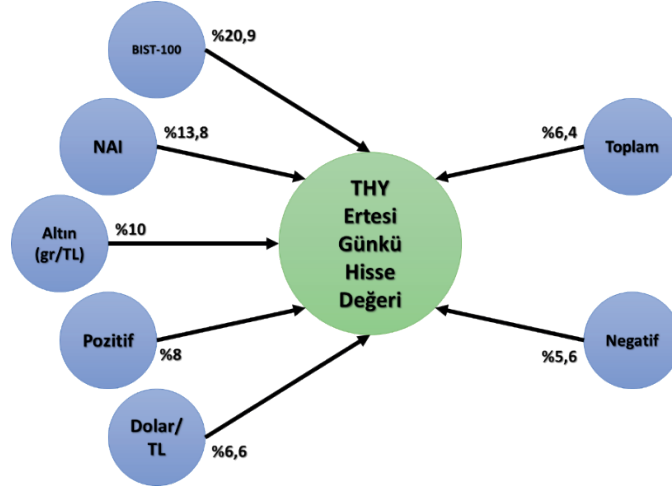 BIST-100
%20,9
NAI
%13,8
Altın
(gr/TL)
%10
Pozitif
%8
Dolar/
TL
%6,6
THY
Ertesi
Günkü
Hisse
Değeri
%6,4
Toplam
%5,6
Negatif